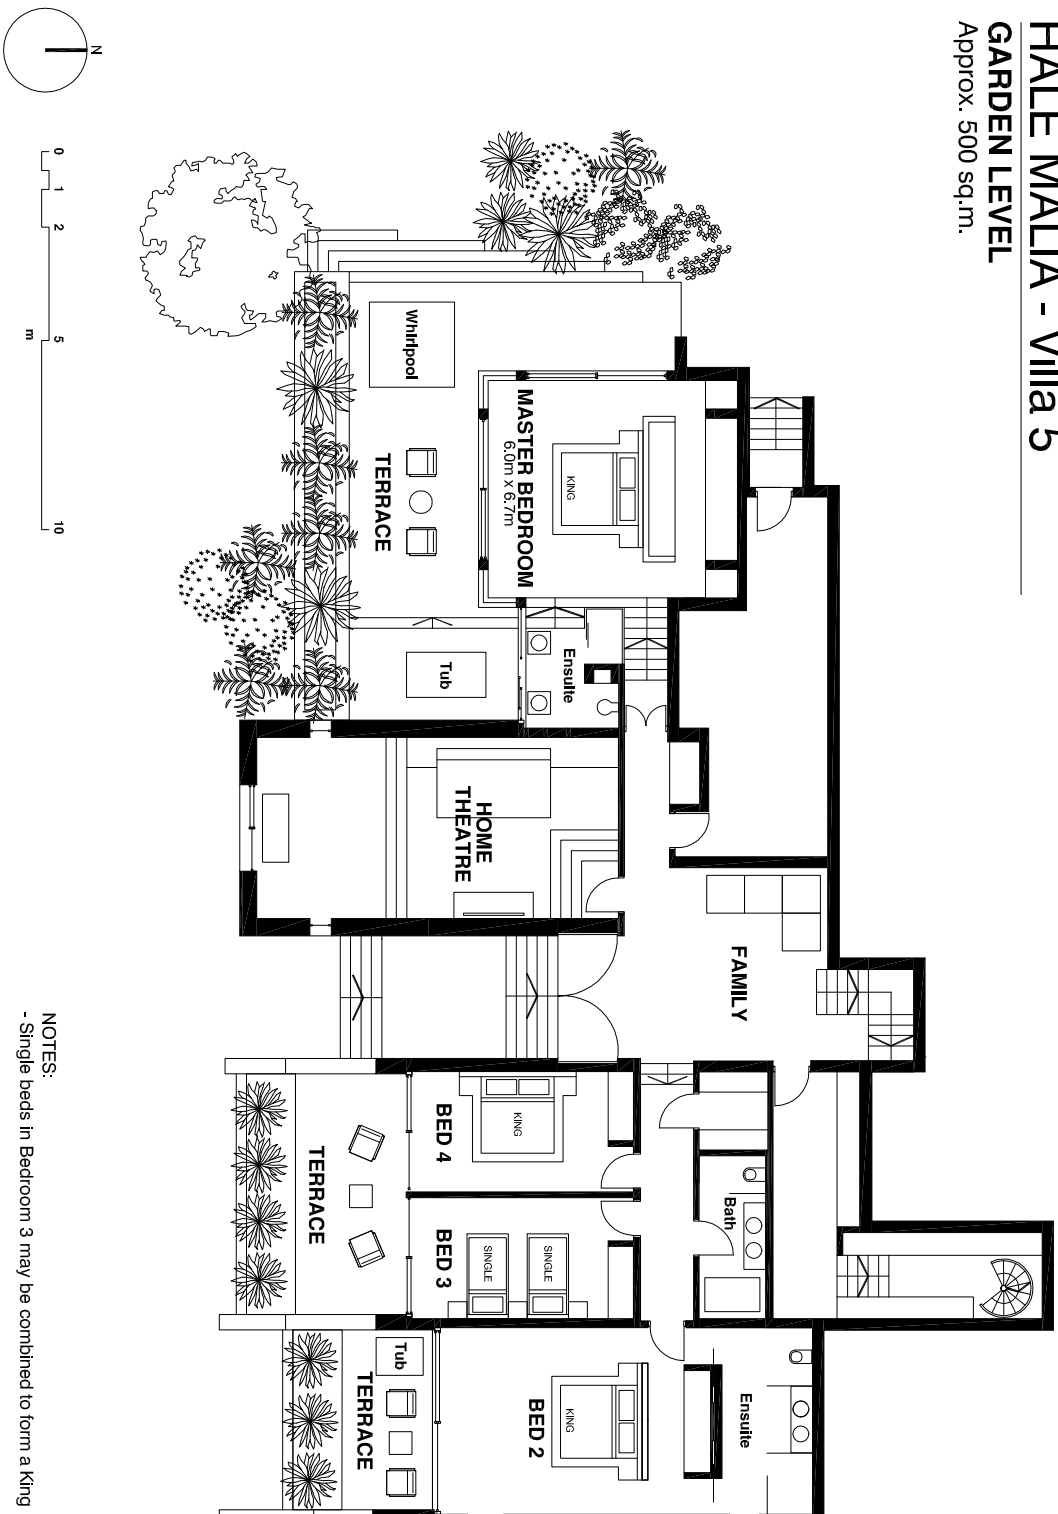 HALE MALIA - Villa 5
GARDEN LEVEL
Approx. 500 sq.m.
N
0 1 2 5 10
m
Whirlpool
MASTER BEDROOM
6.0m x 6.7m
KING
TERRACE
Ensuite
Tub
HOME
THEATRE
FAMILY
BED 4
KING
TERRACE
Bath
BED 3
SINGLE
SINGLE
Tub
TERRACE
BED 2
KING
Ensuite
NOTES:
- Single beds in Bedroom 3 may be combined to form a King